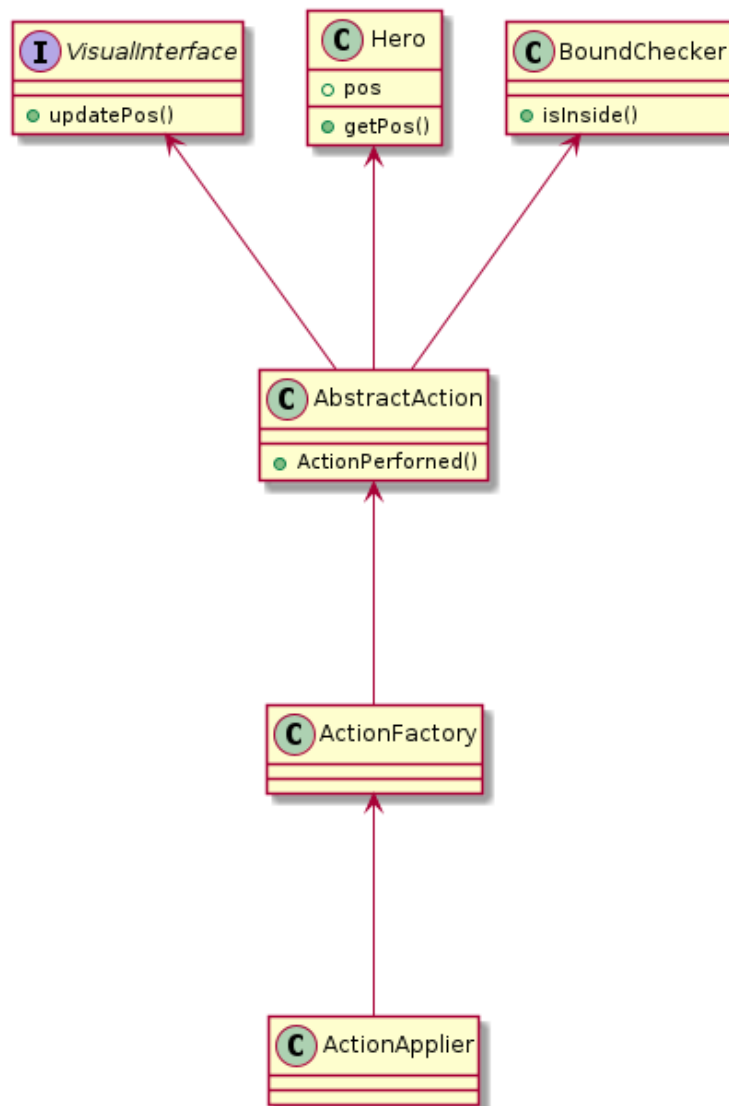 I VisualInterface
updatePos()
C Hero
pos
getPos()
C BoundChecker
isInside()
C AbstractAction
ActionPerforned()
C ActionFactory
C ActionApplier